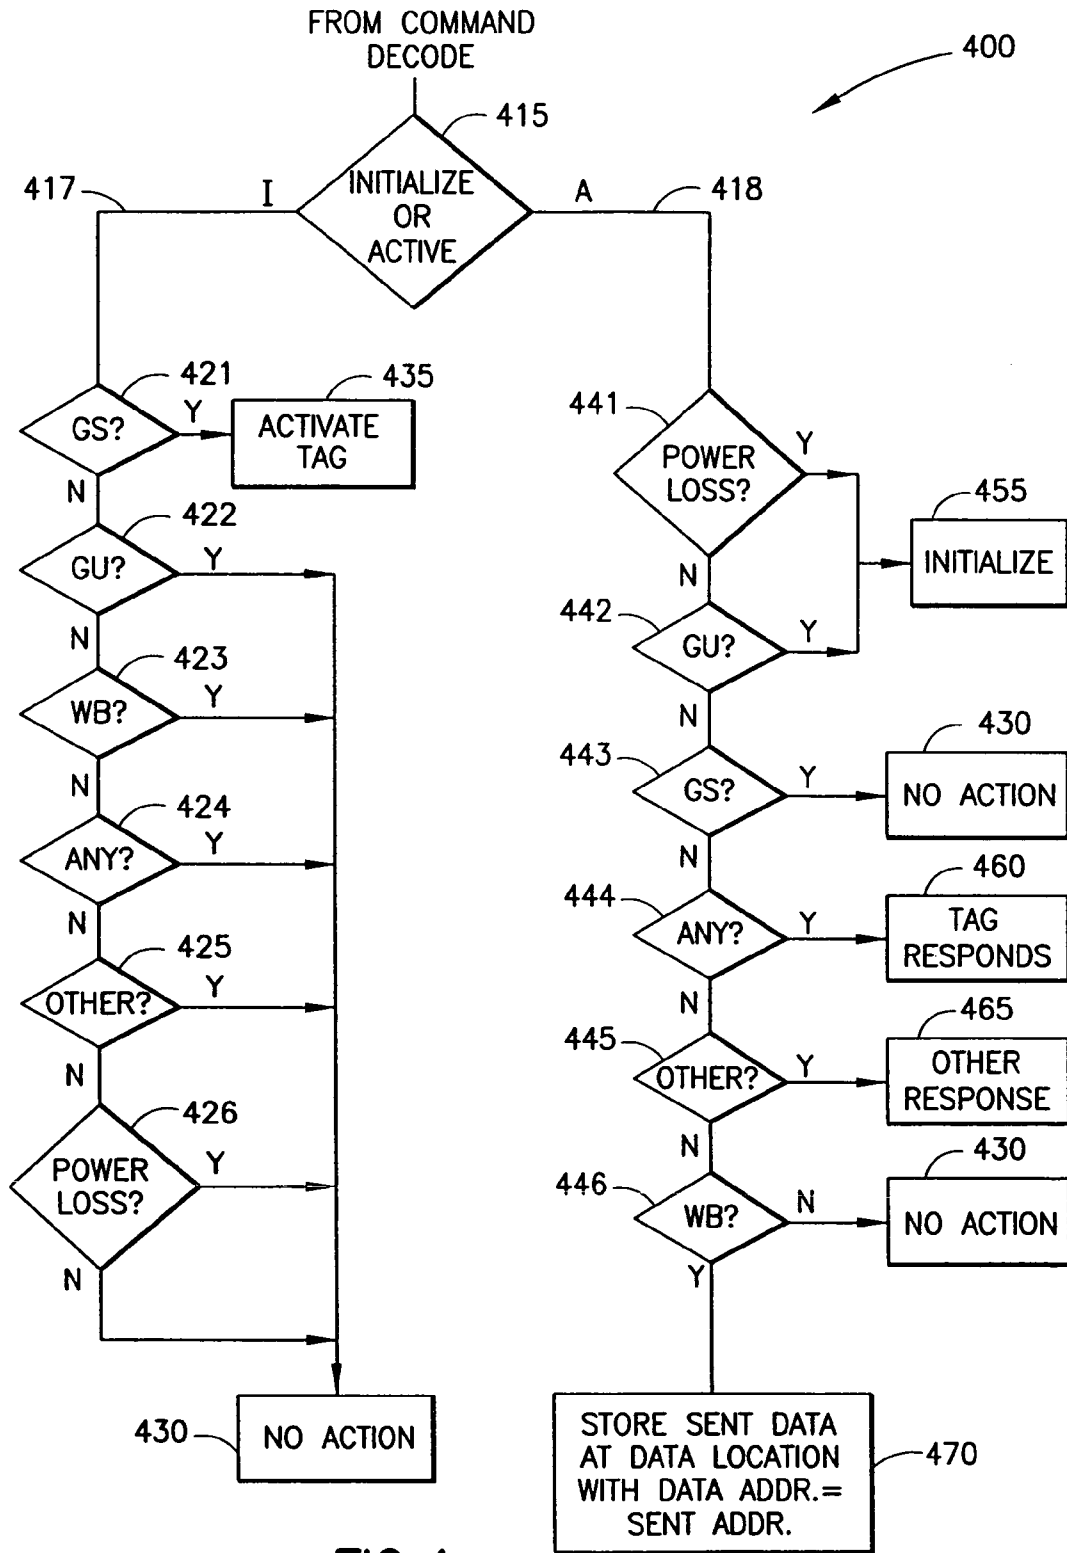 FROM COMMAND
DECODE
400
415
INITIALIZE
OR
ACTIVE
417
I
A
418
421
GS?
Y
435
ACTIVATE
TAG
N
422
GU?
Y
N
423
WB?
Y
N
424
ANY?
Y
N
425
OTHER?
Y
N
426
POWER
LOSS?
Y
N
430
NO ACTION
441
POWER
LOSS?
Y
455
INITIALIZE
N
442
GU?
Y
N
443
GS?
Y
430
NO ACTION
N
444
ANY?
Y
460
TAG
RESPONDS
N
445
OTHER?
Y
465
OTHER
RESPONSE
N
446
WB?
N
430
NO ACTION
Y
STORE SENT DATA
AT DATA LOCATION
WITH DATA ADDR.=
SENT ADDR.
470